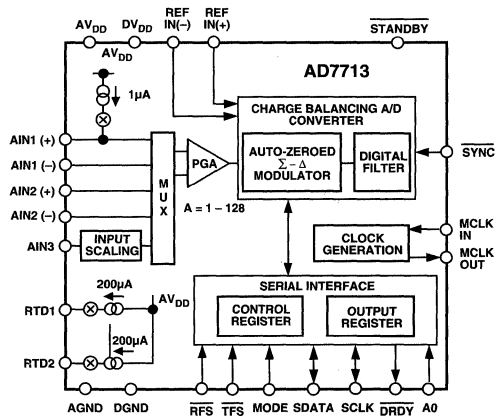 REF REF
AVDD DVDD IN(–) IN(+) STANDBY
AVDD
AD7713
1μA
CHARGE BALANCING A/D
CONVERTER
AIN1 (+)
AIN1 (–)
AIN2 (+)
AIN2 (–)
AIN3
MUX
PGA
A = 1 – 128
AUTO-ZEROED
Σ – Δ
MODULATOR
DIGITAL
FILTER
SYNC
INPUT
SCALING
CLOCK
GENERATION
MCLK
IN
MCLK
OUT
SERIAL INTERFACE
CONTROL
REGISTER
OUTPUT
REGISTER
200μA
AVDD
RTD1
200μA
RTD2
AGND DGND RFS TFS MODE SDATA SCLK DRDY A0